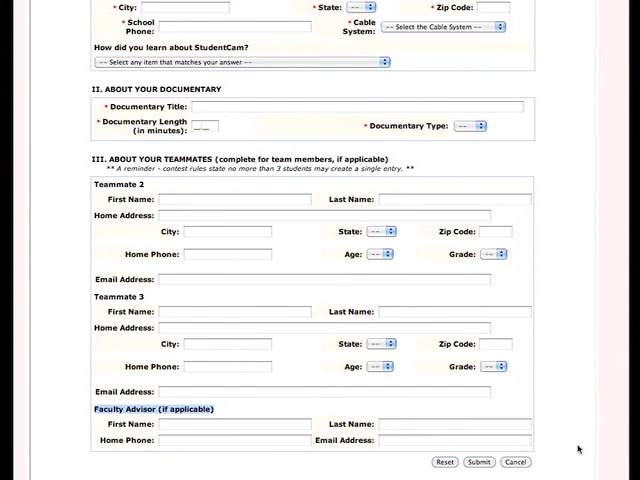 * City: * State: -- * Zip Code:
* School Phone: * Cable System: -- Select the Cable System --
How did you learn about StudentCam?
-- Select any item that matches your answer --
II. ABOUT YOUR DOCUMENTARY
* Documentary Title:
* Documentary Length (in minutes): __:__ * Documentary Type: --
III. ABOUT YOUR TEAMMATES (complete for team members, if applicable)
** A reminder - contest rules state no more than 3 students may create a single entry. **
Teammate 2
First Name: Last Name:
Home Address:
City: State: -- Zip Code:
Home Phone: Age: -- Grade: --
Email Address:
Teammate 3
First Name: Last Name:
Home Address:
City: State: -- Zip Code:
Home Phone: Age: -- Grade: --
Email Address:
Faculty Advisor (if applicable)
First Name: Last Name:
Home Phone: Email Address:
Reset Submit Cancel